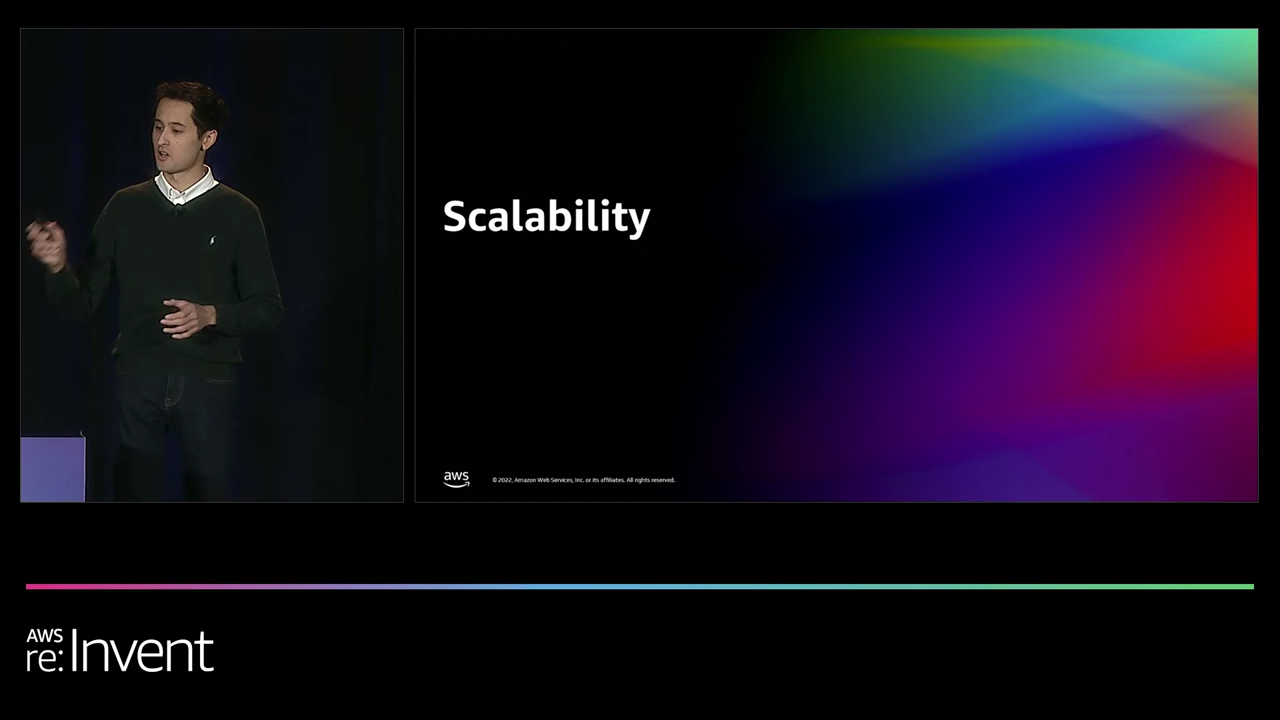 Scalability
aws
© 2022, Amazon Web Services, Inc. or its affiliates. All rights reserved.
AWS
re:Invent